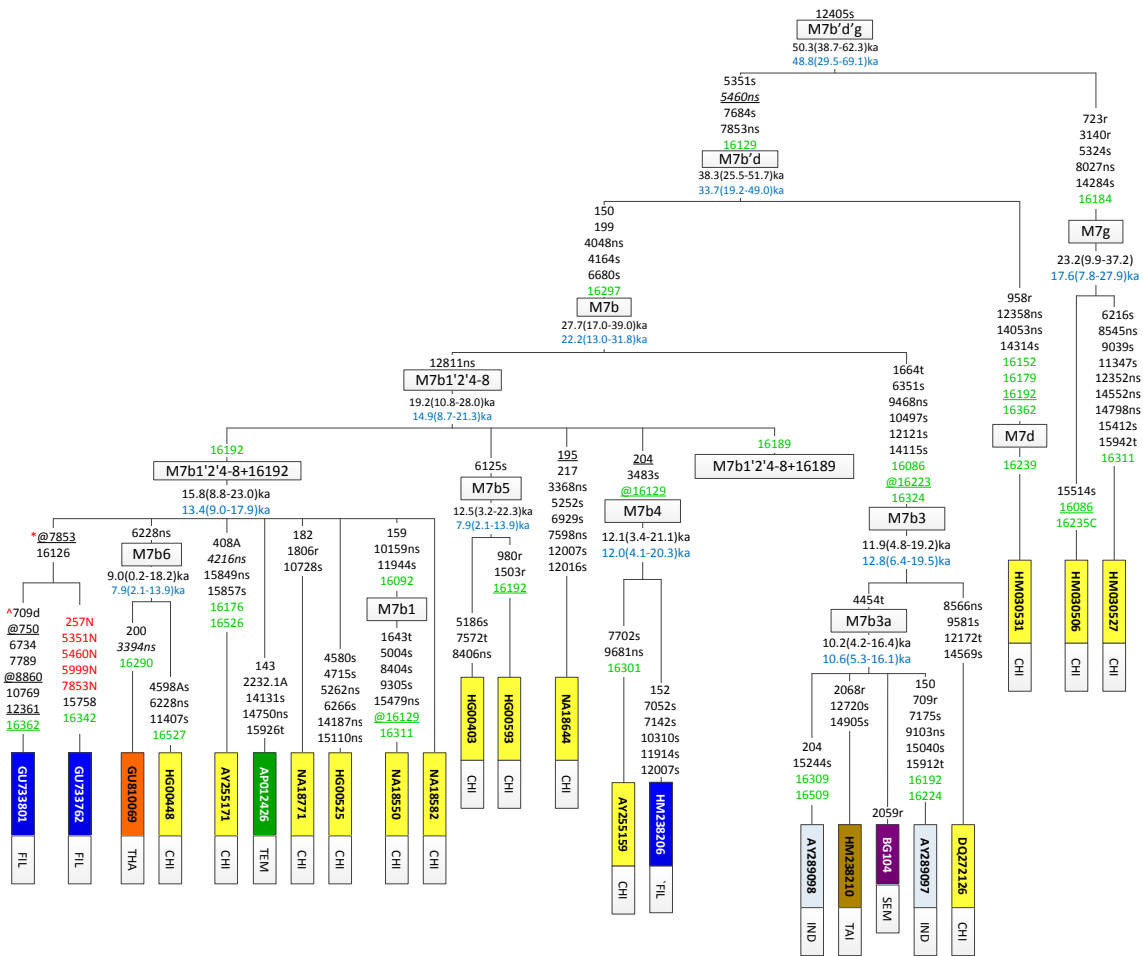 12405s
M7b'd'g
50.3(38.7-62.3)ka
48.8(29.5-69.1)ka
5351s
5460ns
7684s
7853ns
16129
M7b'd
38.3(25.5-51.7)ka
33.7(19.2-49.0)ka
723r
3140r
5324s
8027ns
14284s
16184
M7g
23.2(9.9-37.2)
17.6(7.8-27.9)ka
150
199
4048ns
4164s
6680s
16297
M7b
27.7(17.0-39.0)ka
22.2(13.0-31.8)ka
958r
12358ns
14053ns
14314s
16152
16179
16192
16362
M7d
16239
HM030531
CHI
15514s
16086
16235C
HM030506
CHI
6216s
8545ns
9039s
11347s
12352ns
14552ns
14798ns
15412s
15942t
16311
HM030527
CHI
12811ns
M7b1'2'4-8
19.2(10.8-28.0)ka
14.9(8.7-21.3)ka
1664t
6351s
9468ns
10497s
12121s
14115s
16086
@16223
16324
M7b3
11.9(4.8-19.2)ka
12.8(6.4-19.5)ka
16192
M7b1'2'4-8+16192
15.8(8.8-23.0)ka
13.4(9.0-17.9)ka
6125s
M7b5
12.5(3.2-22.3)ka
7.9(2.1-13.9)ka
195
217
3368ns
5252s
6929s
7598ns
12007s
12016s
NA18644
CHI
204
3483s
@16129
M7b4
12.1(3.4-21.1)ka
12.0(4.1-20.3)ka
16189
M7b1'2'4-8+16189
*@7853
16126
^709d
@750
6734
7789
@8860
10769
12361
16362
GU733801
FIL
257N
5351N
5460N
5999N
7853N
15758
16342
GU733762
FIL
6228ns
M7b6
9.0(0.2-18.2)ka
7.9(2.1-13.9)ka
200
3394ns
16290
GU810069
THA
4598As
6228ns
11407s
16527
HG00448
CHI
408A
4216ns
15849ns
15857s
16176
16526
AY255171
CHI
143
2232.1A
14131s
14750ns
15926t
AP012426
TEM
182
1806r
10728s
NA18771
CHI
4580s
4715s
5262ns
6266s
14187ns
15110ns
HG00525
CHI
159
10159ns
11944s
16092
M7b1
1643t
5004s
8404s
9305s
15479ns
@16129
16311
NA18550
CHI
NA18582
CHI
5186s
7572t
8406ns
HG00403
CHI
980r
1503r
16192
HG00593
CHI
7702s
9681ns
16301
AY255159
CHI
152
7052s
7142s
10310s
11914s
12007s
HM238206
`FIL
4454t
M7b3a
10.2(4.2-16.4)ka
10.6(5.3-16.1)ka
204
15244s
16309
16509
AY289098
IND
2068r
12720s
14905s
HM238210
TAI
2059r
BG104
SEM
150
709r
7175s
9103ns
15040s
15912t
16192
16224
AY289097
IND
8566ns
9581s
12172t
14569s
DQ272126
CHI